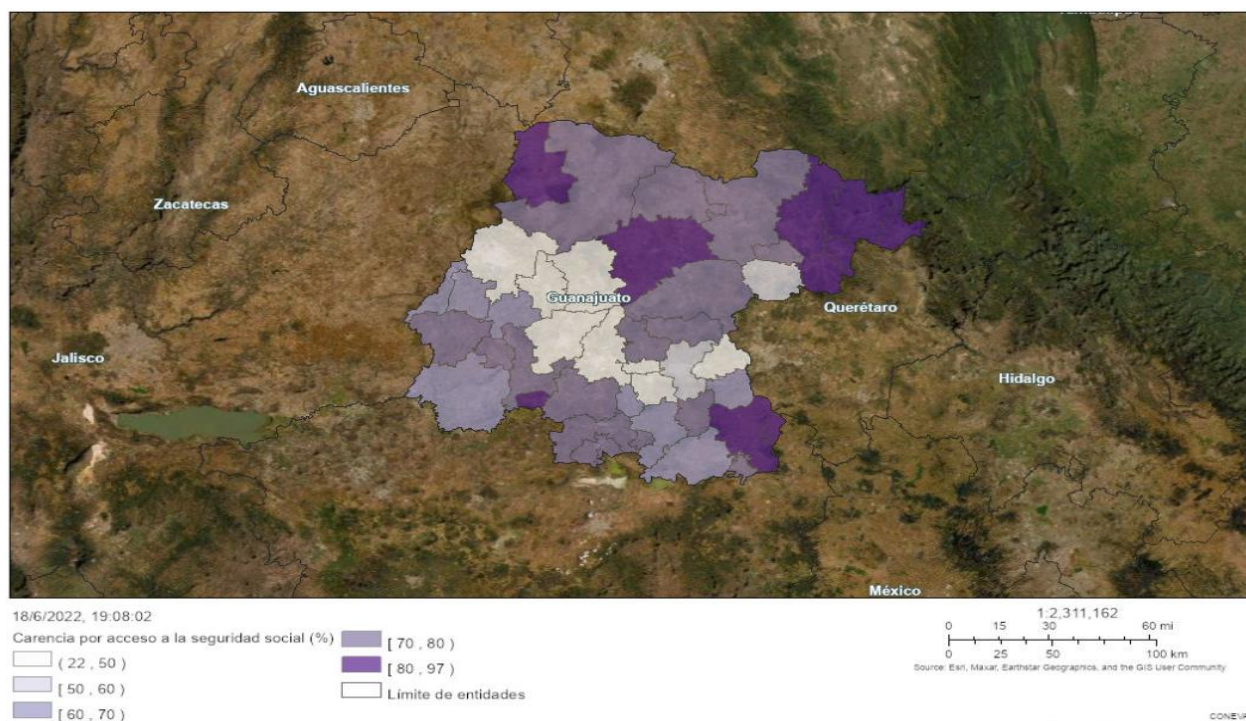 Aguascalientes
Zacatecas
Guanajuato
Querétaro
Jalisco
Hidalgo
México
18/6/2022, 19:08:02
Carencia por acceso a la seguridad social (%)
( 22 , 50 )
[ 50 , 60 )
[ 60 , 70 )
[ 70 , 80 )
[ 80 , 97 )
Límite de entidades
1:2,311,162
0 15 30 60 mi
0 25 50 100 km
Source: Esri, Maxar, Earthstar Geographics, and the GIS User Community